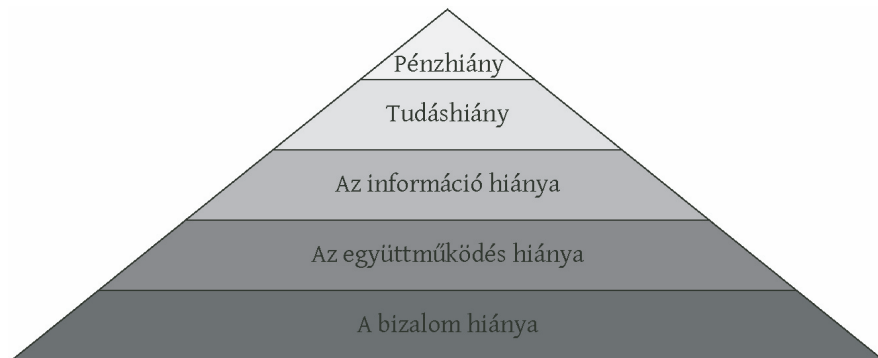 Pénzhiány
Tudáshiány
Az információ hiánya
Az együttműködés hiánya
A bizalom hiánya